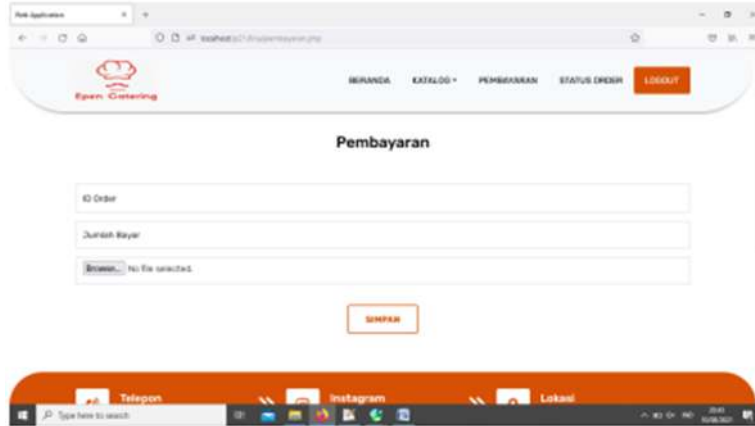 Epen Catering
BERANDA KATALOG PEMBAYARAN STATUS ORDER LOGOUT
Pembayaran
ID Order
Jumlah Bayar
Browse... No file selected.
SIMPAN
Telepon Instagram Lokasi
Type here to search